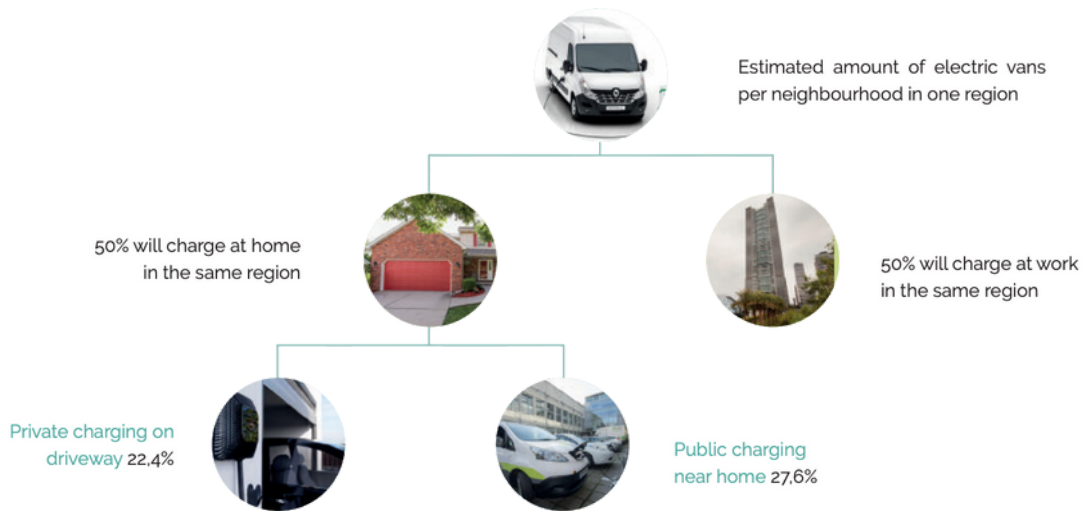 Estimated amount of electric vans
per neighbourhood in one region
50% will charge at home
in the same region
50% will charge at work
in the same region
Private charging on
driveway 22,4%
Public charging
near home 27,6%